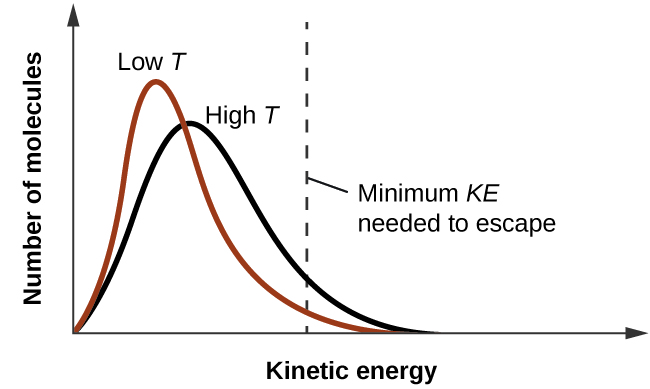 Low T
High T
Minimum KE
needed to escape
Number of molecules
Kinetic energy